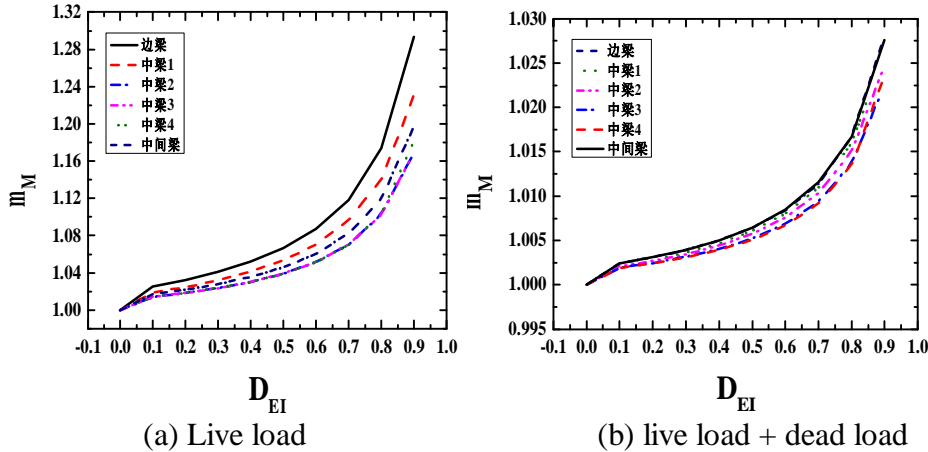 1.32
1.28
1.24
1.20
1.16
1.12
1.08
1.04
1.00
m_M
边梁
中梁1
中梁2
中梁3
中梁4
中间梁
-0.1 0.0 0.1 0.2 0.3 0.4 0.5 0.6 0.7 0.8 0.9 1.0
D_EI
(a) Live load
1.030
1.025
1.020
1.015
1.010
1.005
1.000
0.995
m_M
边梁
中梁1
中梁2
中梁3
中梁4
中间梁
-0.1 0.0 0.1 0.2 0.3 0.4 0.5 0.6 0.7 0.8 0.9 1.0
D_EI
(b) live load + dead load